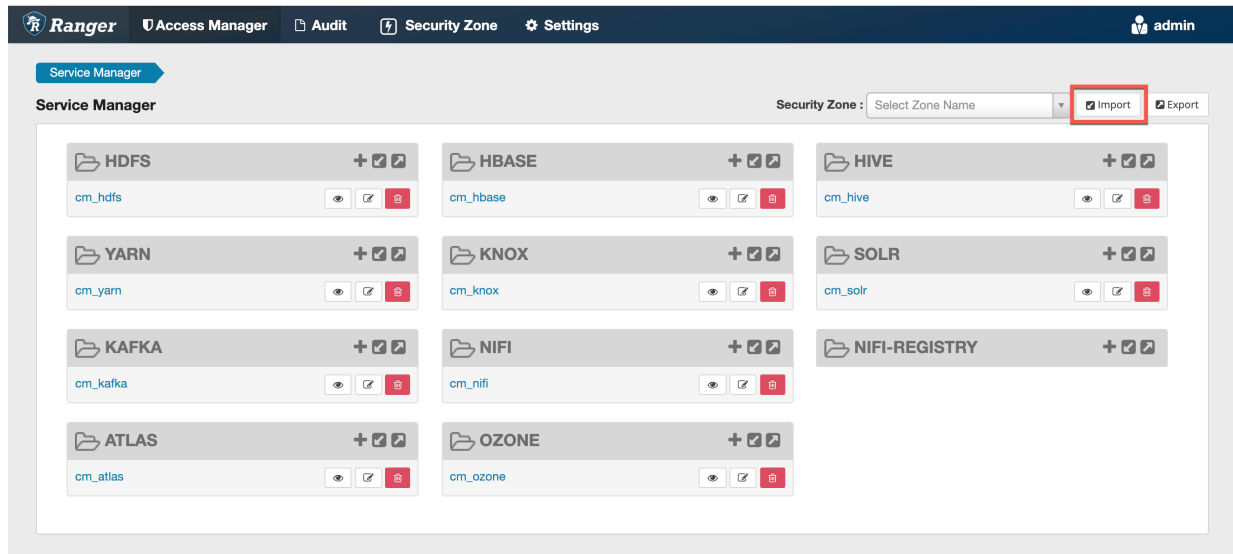 Ranger Access Manager Audit Security Zone Settings admin
Service Manager
Service Manager Security Zone : Select Zone Name Import Export
HDFS HBASE HIVE
cm_hdfs cm_hbase cm_hive
YARN KNOX SOLR
cm_yarn cm_knox cm_solr
KAFKA NIFI NIFI-REGISTRY
cm_kafka cm_nifi
ATLAS OZONE
cm_atlas cm_ozone